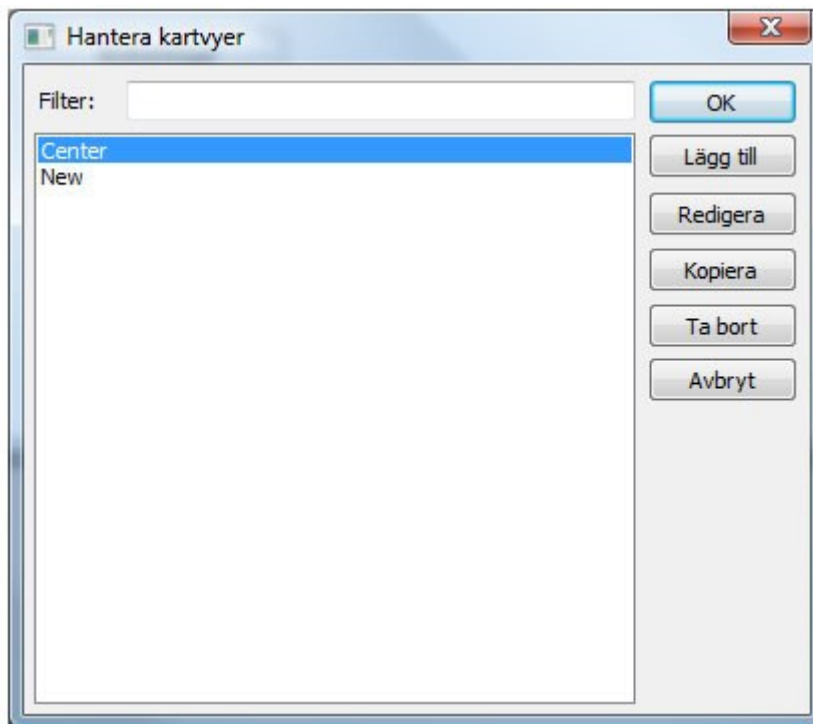 Hantera kartvyer
Filter:
OK
Center
New
Lägg till
Redigera
Kopiera
Ta bort
Avbryt